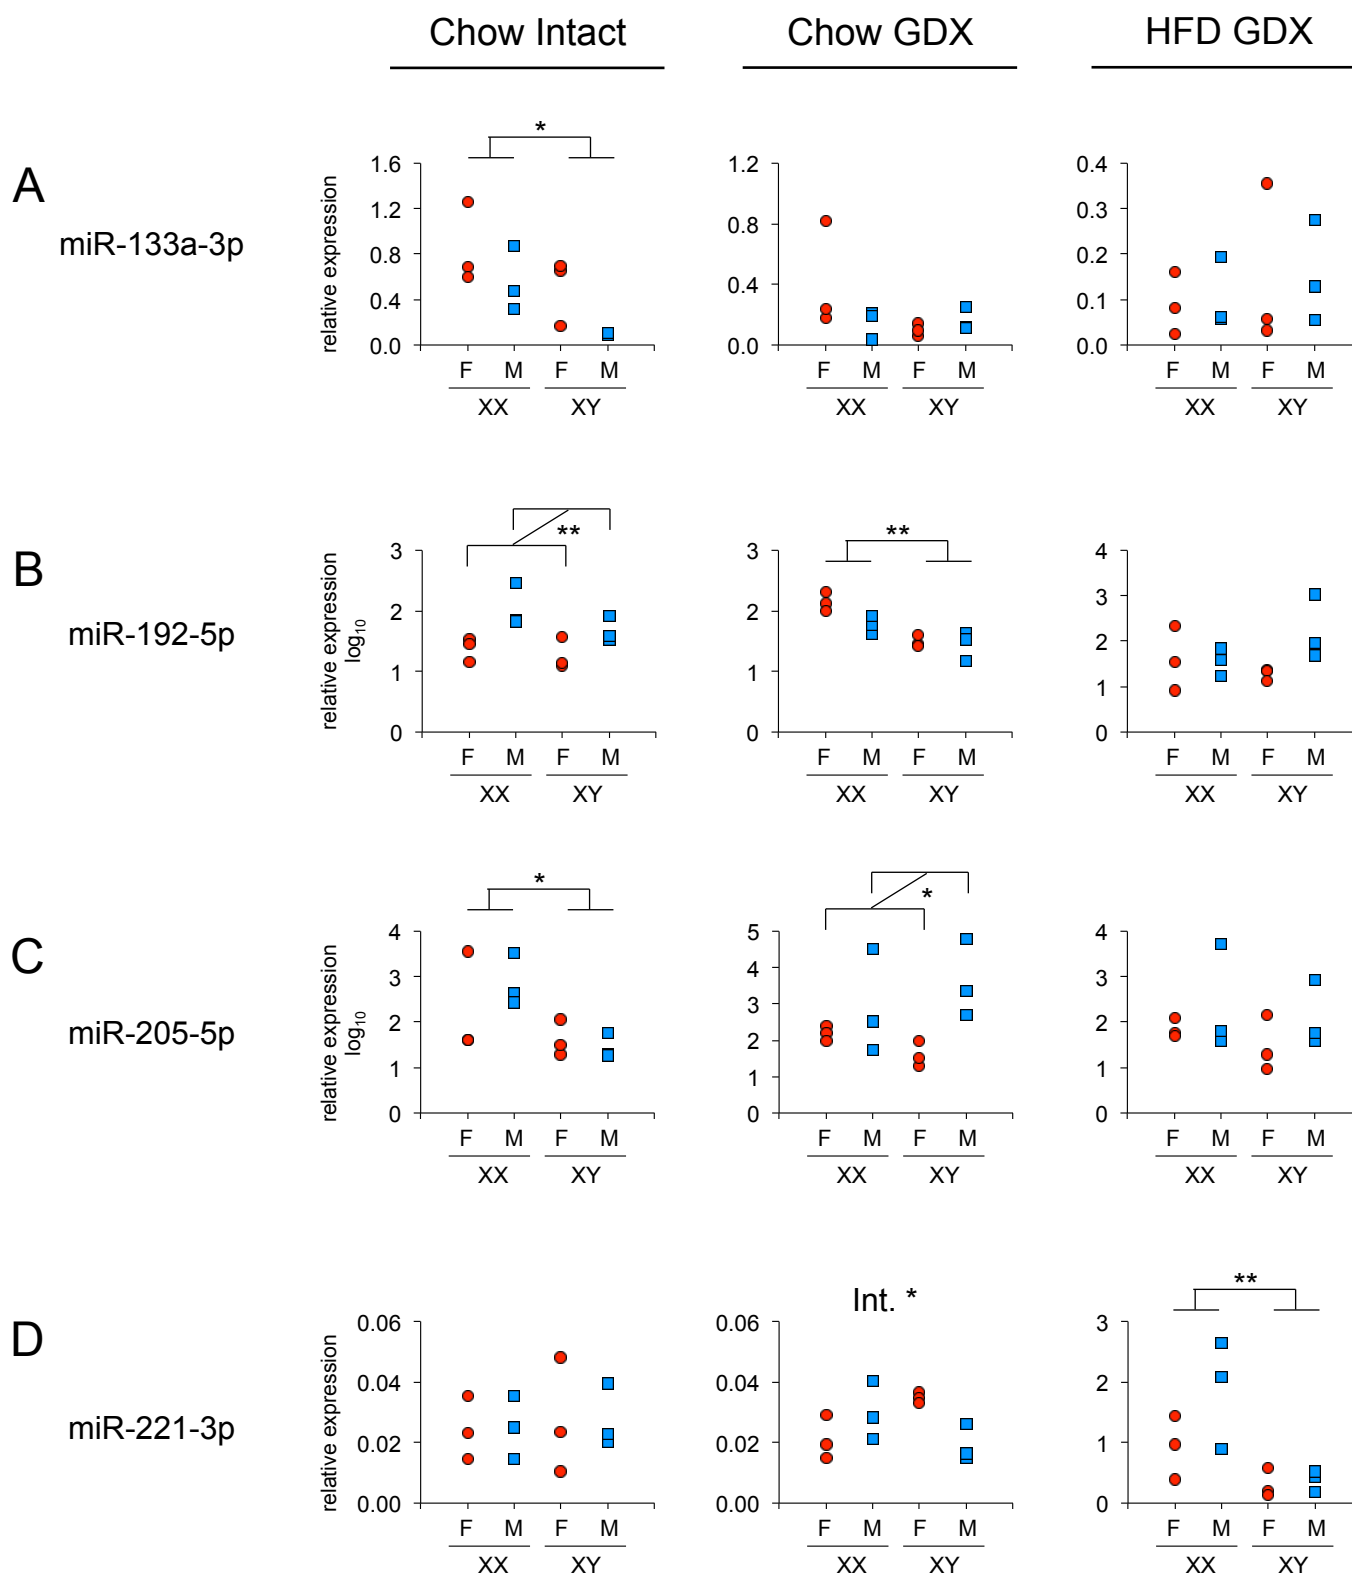 Chow Intact Chow GDX HFD GDX
A
miR-133a-3p
relative expression
*
1.6
1.2
0.8
0.4
0.0
F M F M
XX XY
1.2
0.8
0.4
0.0
F M F M
XX XY
0.4
0.3
0.2
0.1
0.0
F M F M
XX XY
B
miR-192-5p
relative expression
log10
**
3
2
1
0
F M F M
XX XY
**
3
2
1
0
F M F M
XX XY
4
3
2
1
0
F M F M
XX XY
C
miR-205-5p
relative expression
log10
*
4
3
2
1
0
F M F M
XX XY
*
5
4
3
2
1
0
F M F M
XX XY
4
3
2
1
0
F M F M
XX XY
D
miR-221-3p
relative expression
0.06
0.04
0.02
0.00
F M F M
XX XY
Int. *
0.06
0.04
0.02
0.00
F M F M
XX XY
**
3
2
1
0
F M F M
XX XY